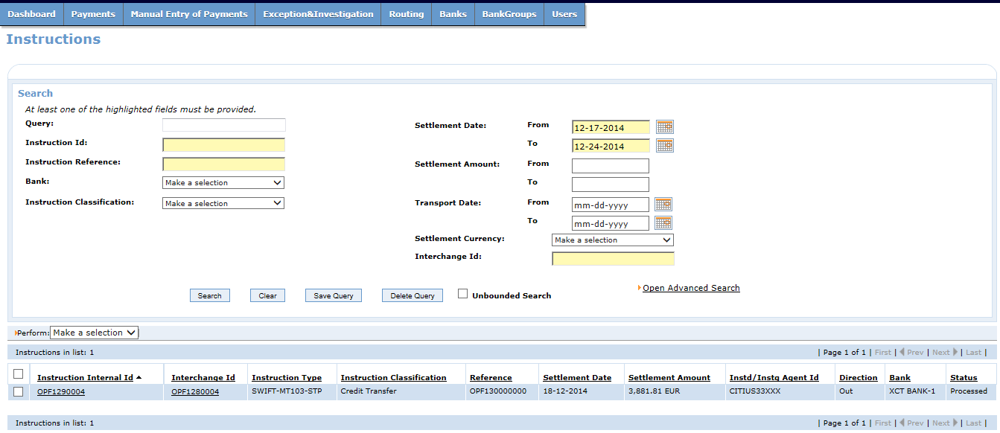 Dashboard Payments Manual Entry of Payments Exception&Investigation Routing Banks BankGroups Users
Instructions
Search
At least one of the highlighted fields must be provided.
Query:
Instruction Id:
Instruction Reference:
Bank: Make a selection
Instruction Classification: Make a selection
Settlement Date: From 12-17-2014
To 12-24-2014
Settlement Amount: From
To
Transport Date: From mm-dd-yyyy
To mm-dd-yyyy
Settlement Currency: Make a selection
Interchange Id:
Search Clear Save Query Delete Query Unbounded Search Open Advanced Search
Perform: Make a selection
Instructions in list: 1 | Page 1 of 1 | First | Prev | Next | Last |
Instruction Internal Id Interchange Id Instruction Type Instruction Classification Reference Settlement Date Settlement Amount Instd/Instg Agent Id Direction Bank Status
OPF1290004 OPF1280004 SWIFT-MT103-STP Credit Transfer OPF130000000 18-12-2014 3,881.81 EUR CITIUS33XXX Out XCT BANK-1 Processed
Instructions in list: 1 | Page 1 of 1 | First | Prev | Next | Last |